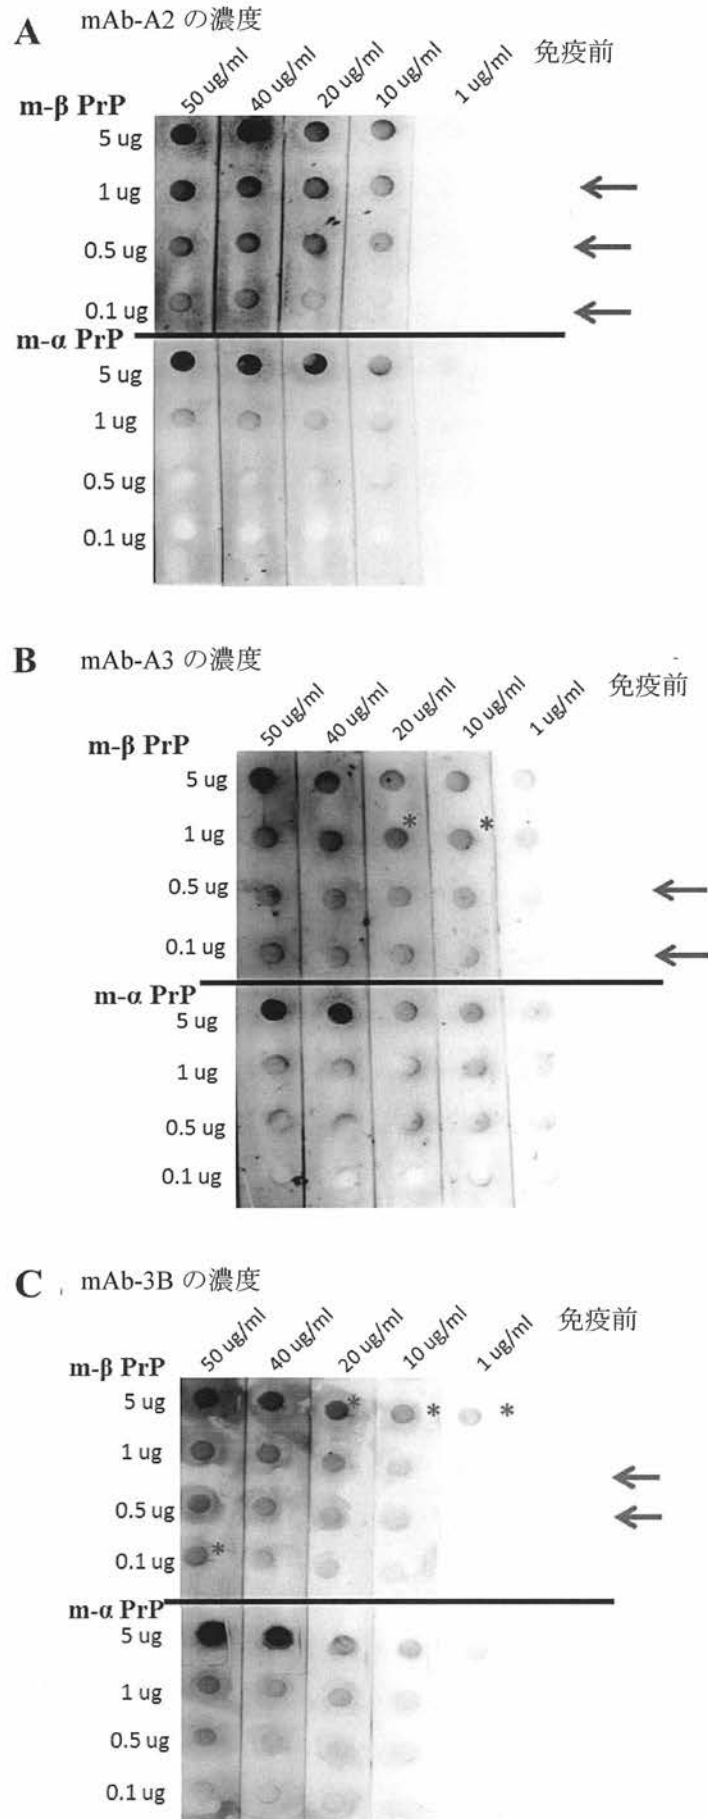 A mAb-A2 の濃度
50 ug/ml 40 ug/ml 20 ug/ml 10 ug/ml 免疫前 1 ug/ml
m-β PrP
5 ug
1 ug
0.5 ug
0.1 ug
m-α PrP
5 ug
1 ug
0.5 ug
0.1 ug
B mAb-A3 の濃度
50 ug/ml 40 ug/ml 20 ug/ml 10 ug/ml 1 ug/ml 免疫前
m-β PrP
5 ug
* *
1 ug
0.5 ug
0.1 ug
m-α PrP
5 ug
1 ug
0.5 ug
0.1 ug
C mAb-3B の濃度
50 ug/ml 40 ug/ml 20 ug/ml 10 ug/ml 1 ug/ml 免疫前
m-β PrP
5 ug * * *
1 ug
0.5 ug
0.1 ug *
m-α PrP
5 ug
1 ug
0.5 ug
0.1 ug